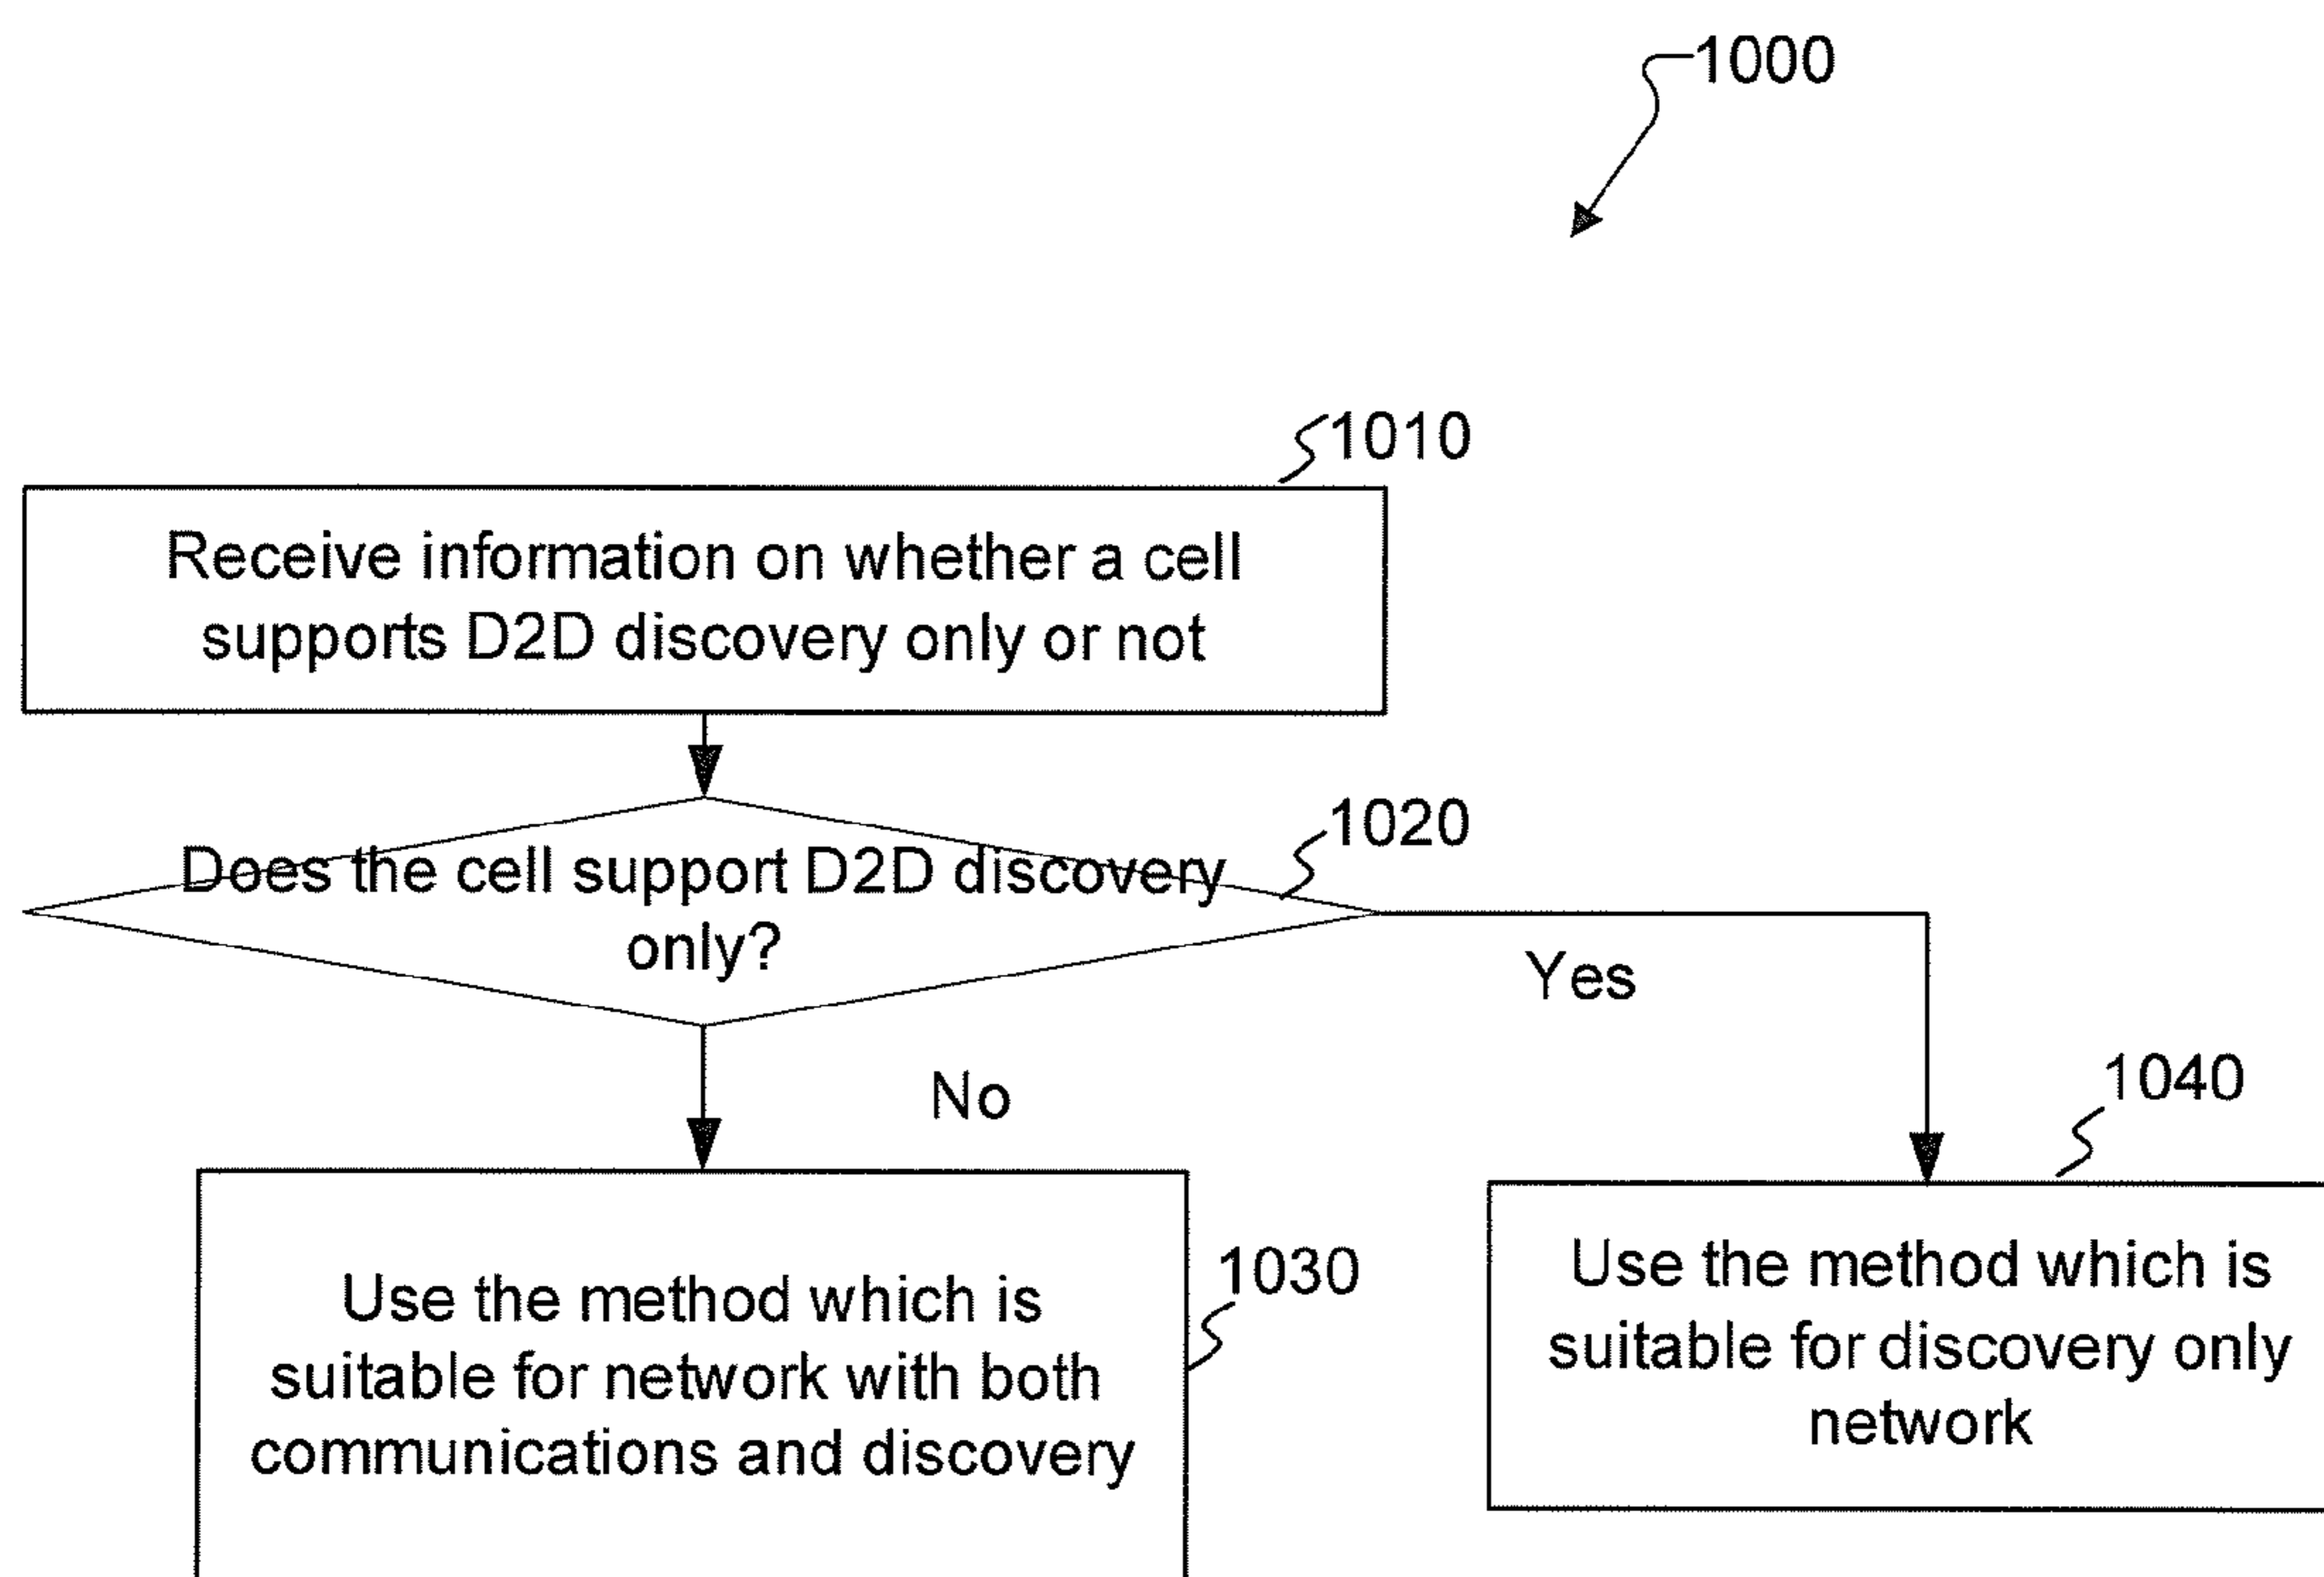 1000
1010
Receive information on whether a cell
supports D2D discovery only or not
1020
Does the cell support D2D discovery
only?
Yes
No
1040
1030
Use the method which is
suitable for network with both
communications and discovery
Use the method which is
suitable for discovery only
network